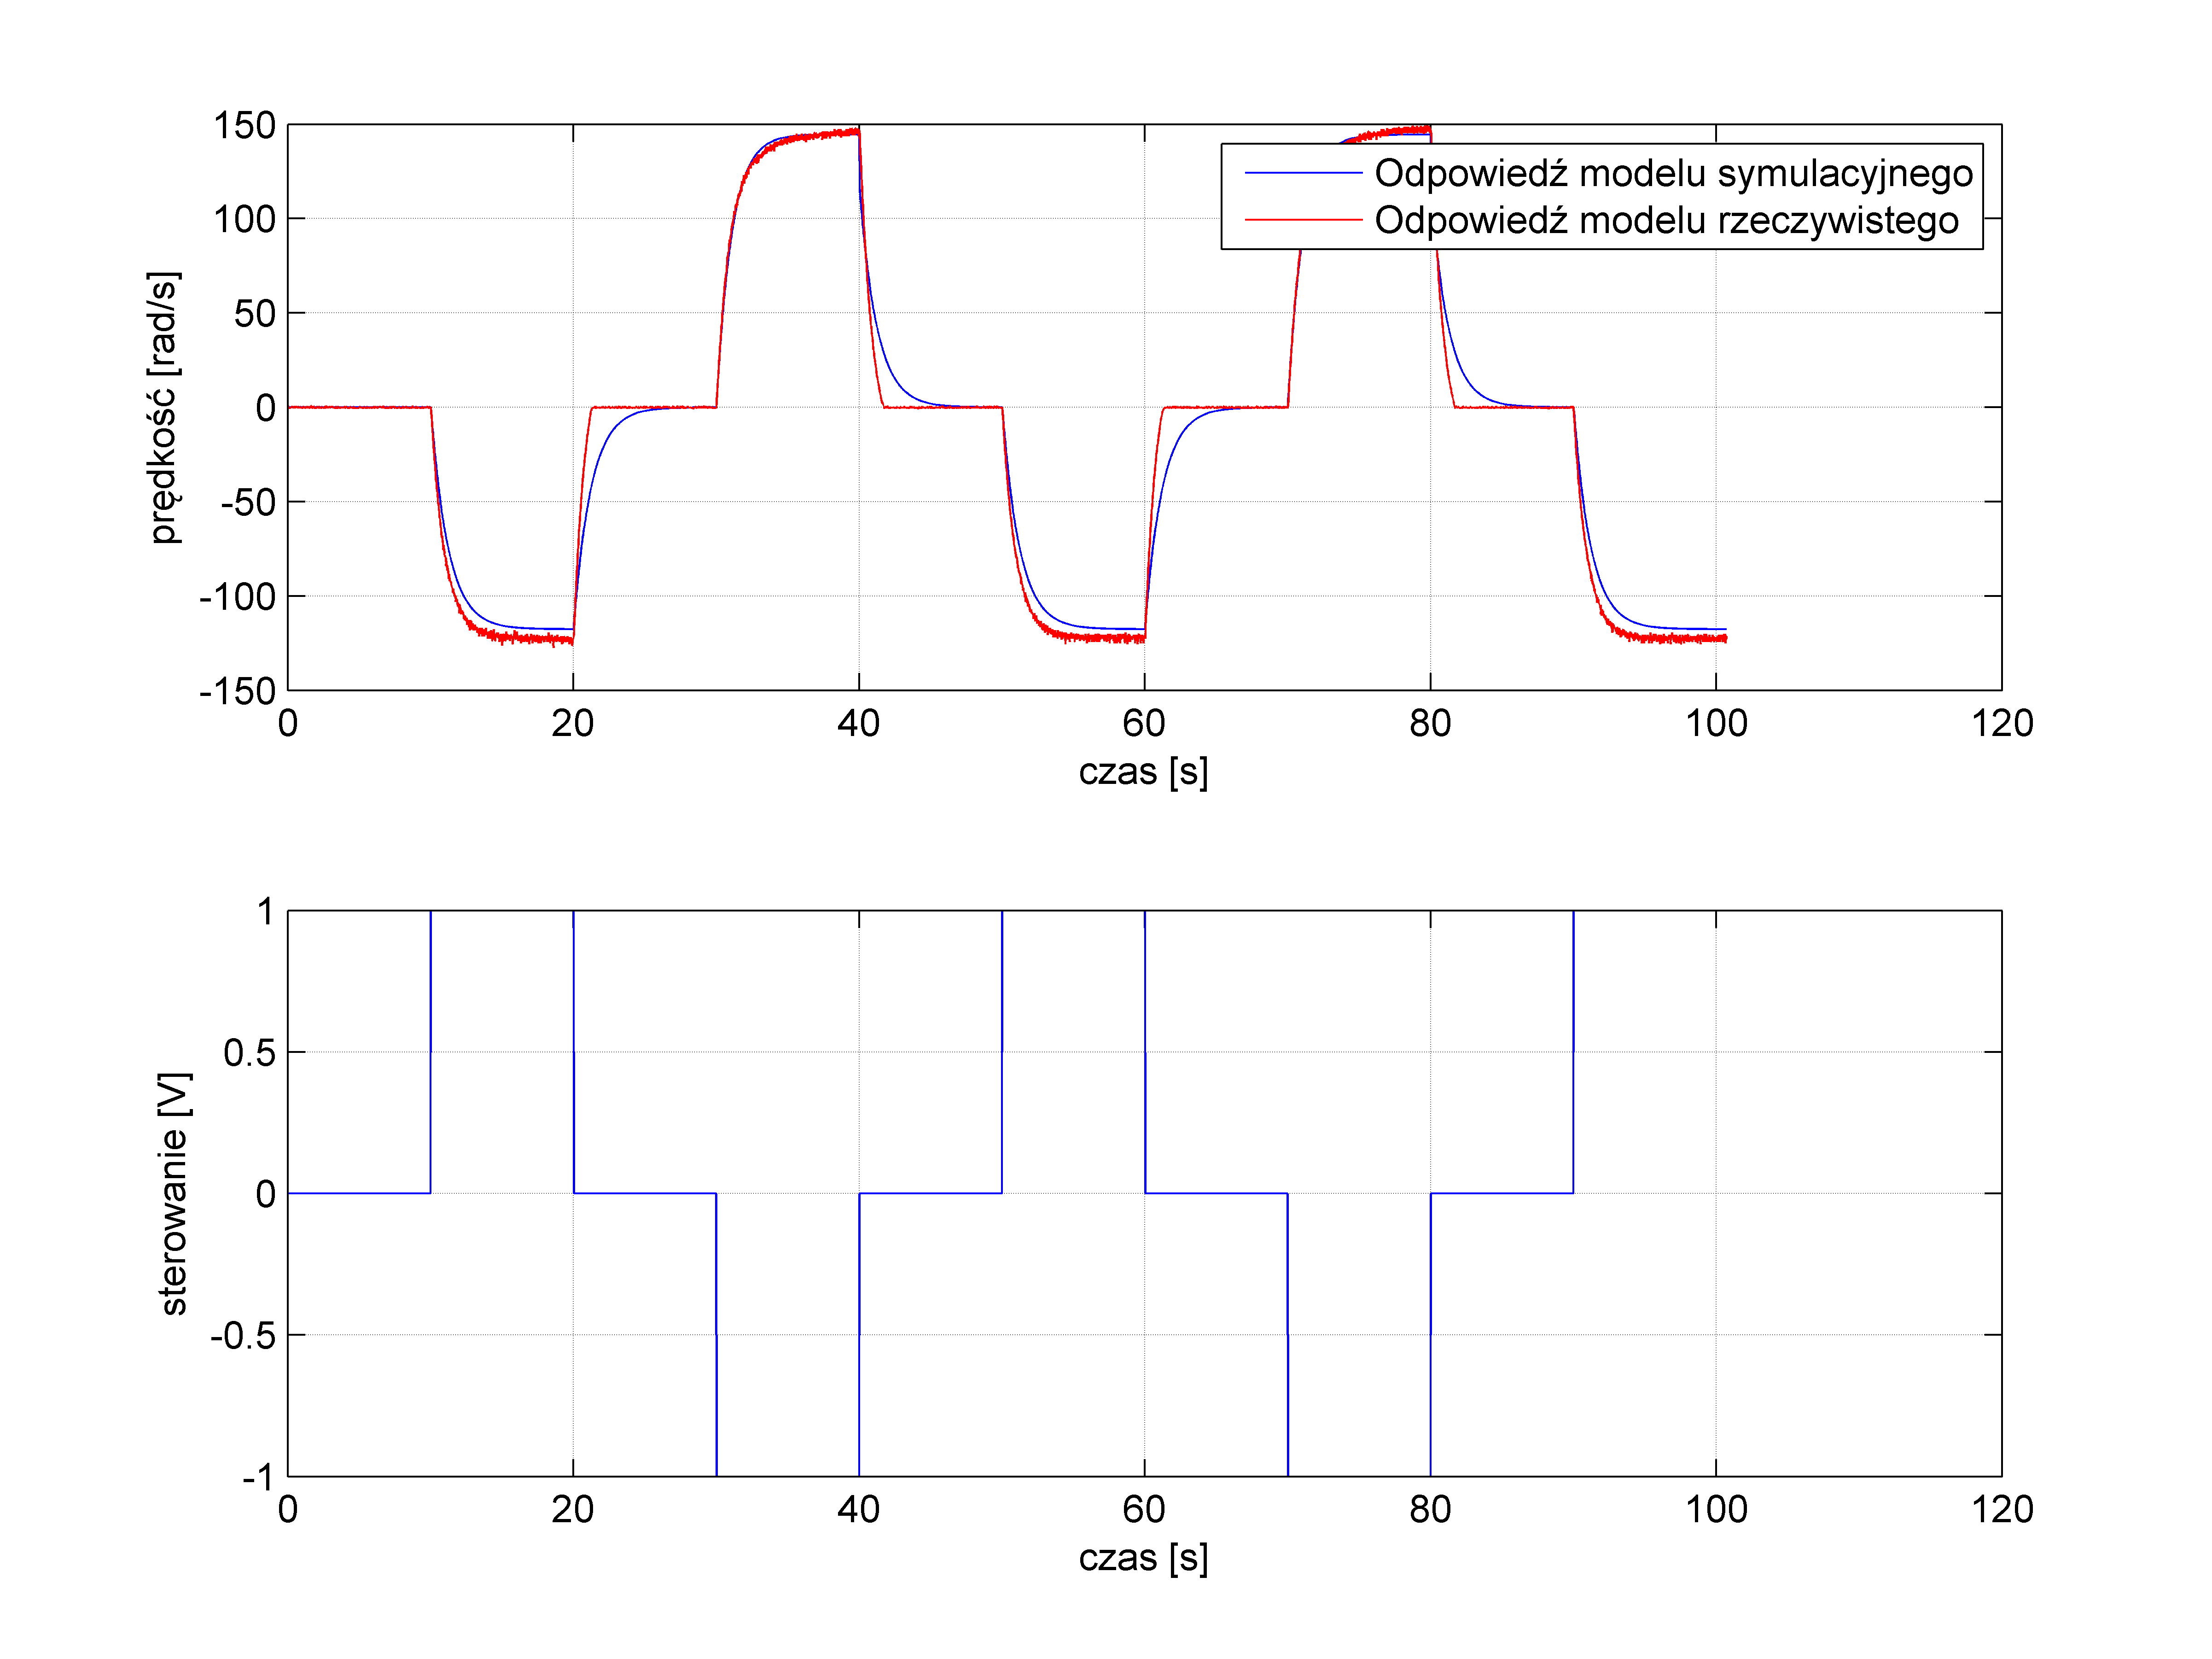 150
100
50
0
-50
-100
-150
prędkość [rad/s]
Odpowiedź modelu symulacyjnego
Odpowiedź modelu rzeczywistego
0 20 40 60 80 100 120
czas [s]
1
0.5
0
-0.5
-1
sterowanie [V]
0 20 40 60 80 100 120
czas [s]